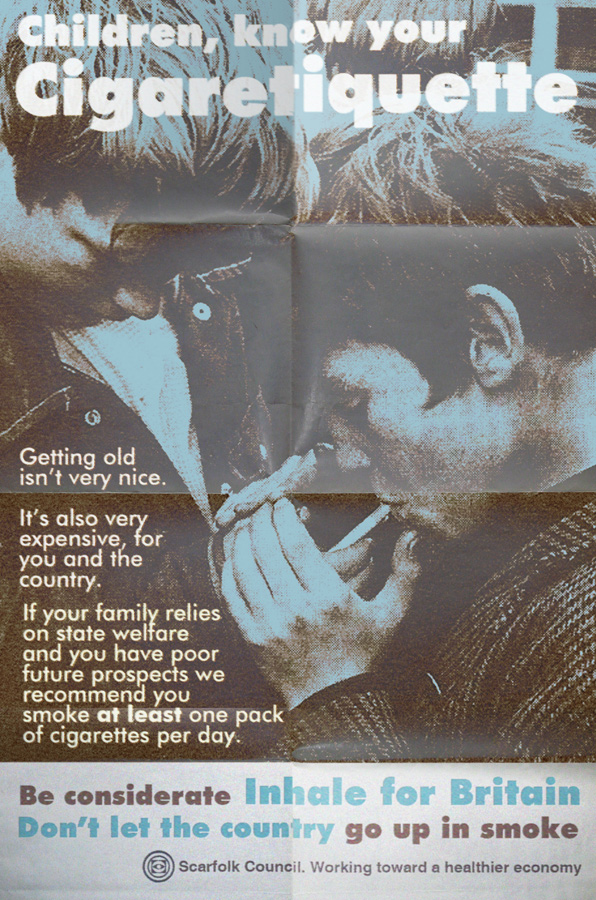 Children, know your
Cigaretiquette
Getting old
isn't very nice.
It's also very
expensive, for
you and the
country.
If your family relies
on state welfare
and you have poor
future prospects we
recommend you
smoke at least one pack
of cigarettes per day.
Be considerate Inhale for Britain
Don't let the country go up in smoke
Scarfolk Council. Working toward a healthier economy